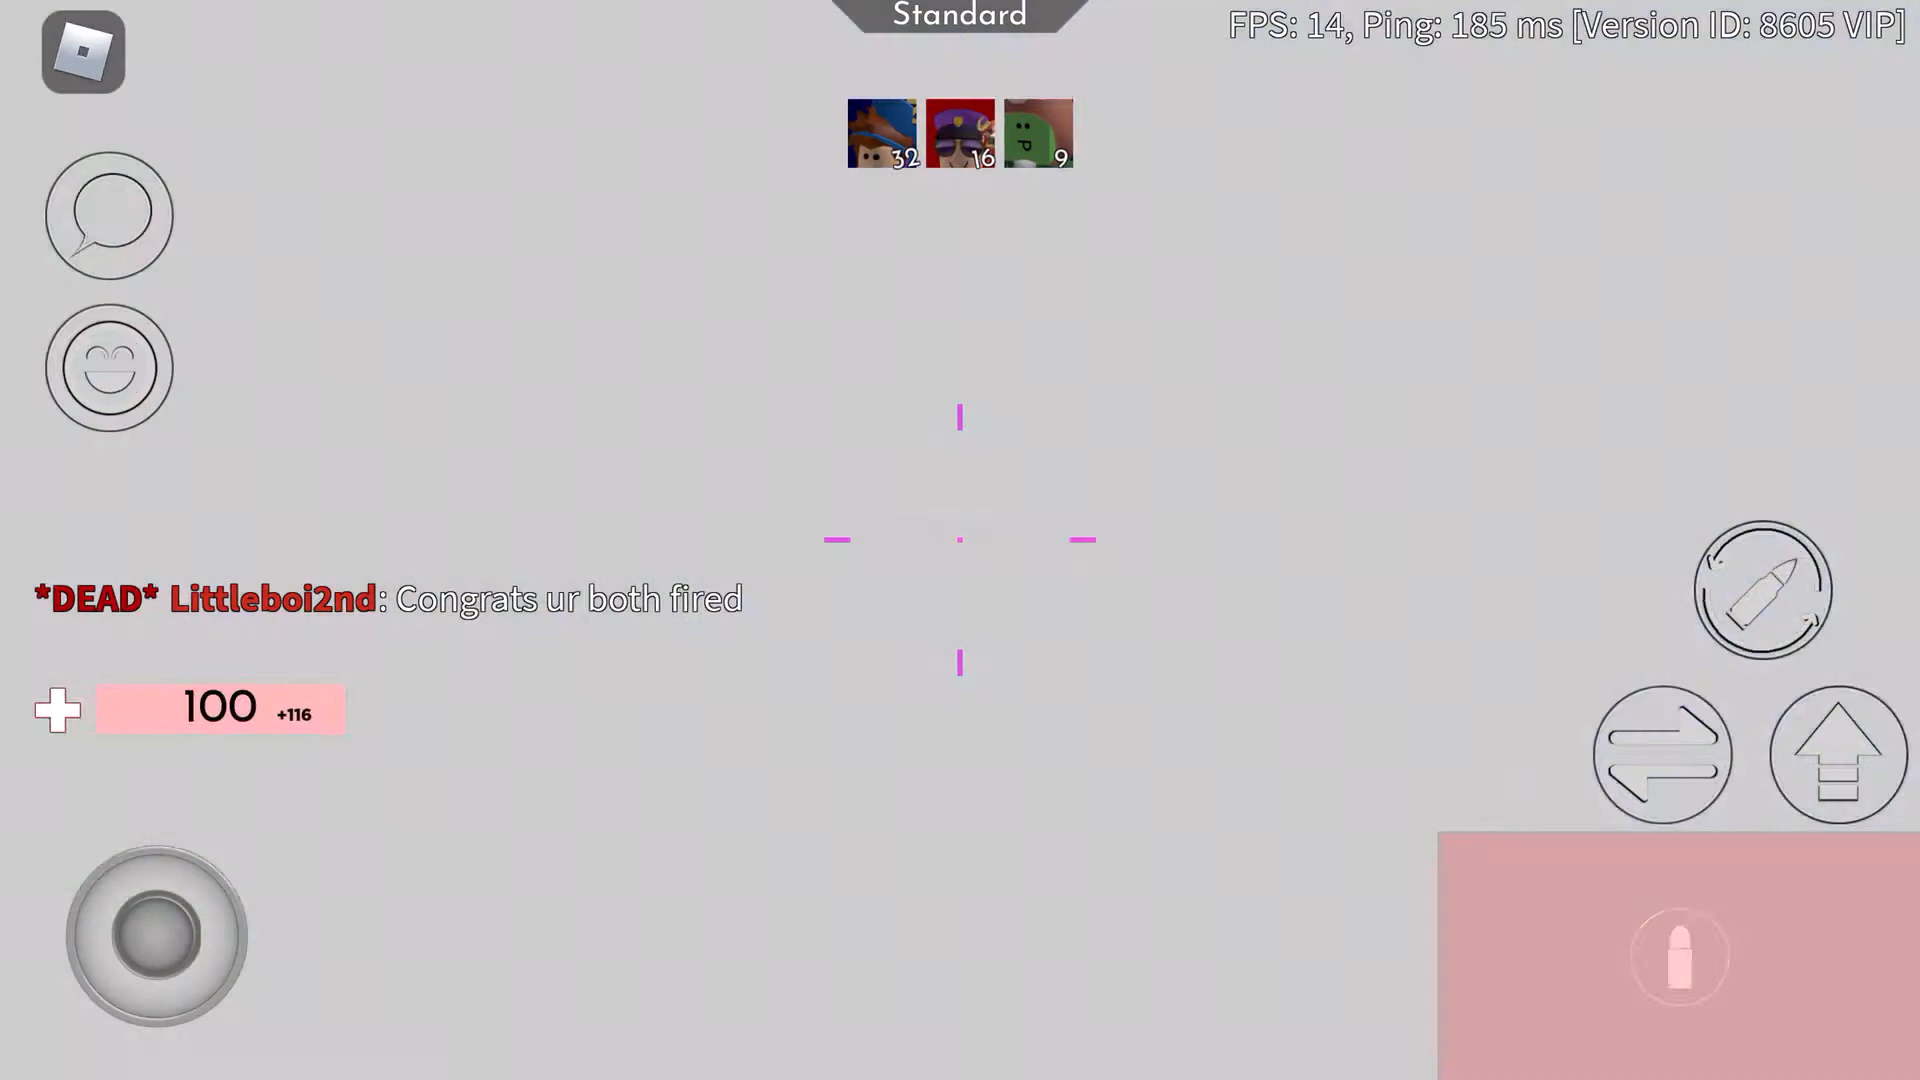 Standard
FPS: 14, Ping: 185 ms [Version ID: 8605 VIP]
32 16 9
*DEAD* Littleboi2nd: Congrats ur both fired
100 +116